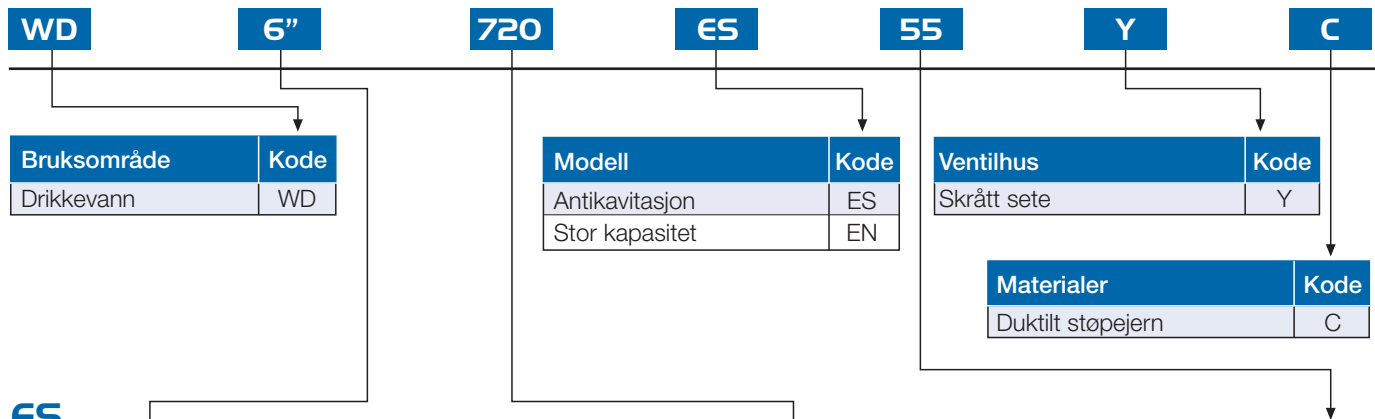 WD 6” 720 ES 55 Y C
Bruksområde Kode
Drikkevann WD
Modell Kode
Antikavitasjon ES
Stor kapasitet EN
Ventilhus Kode
Skrått sete Y
Materialer Kode
Duktilt støpejern C
ES